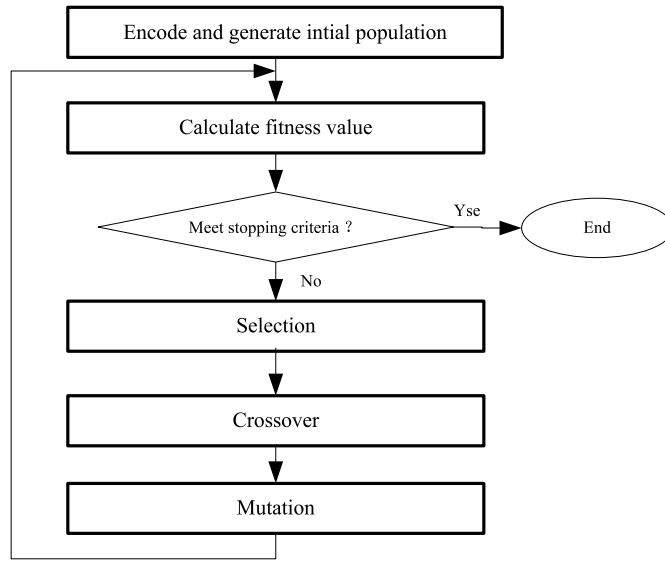 Encode and generate intial population
Calculate fitness value
Meet stopping criteria ?
Yse
End
No
Selection
Crossover
Mutation